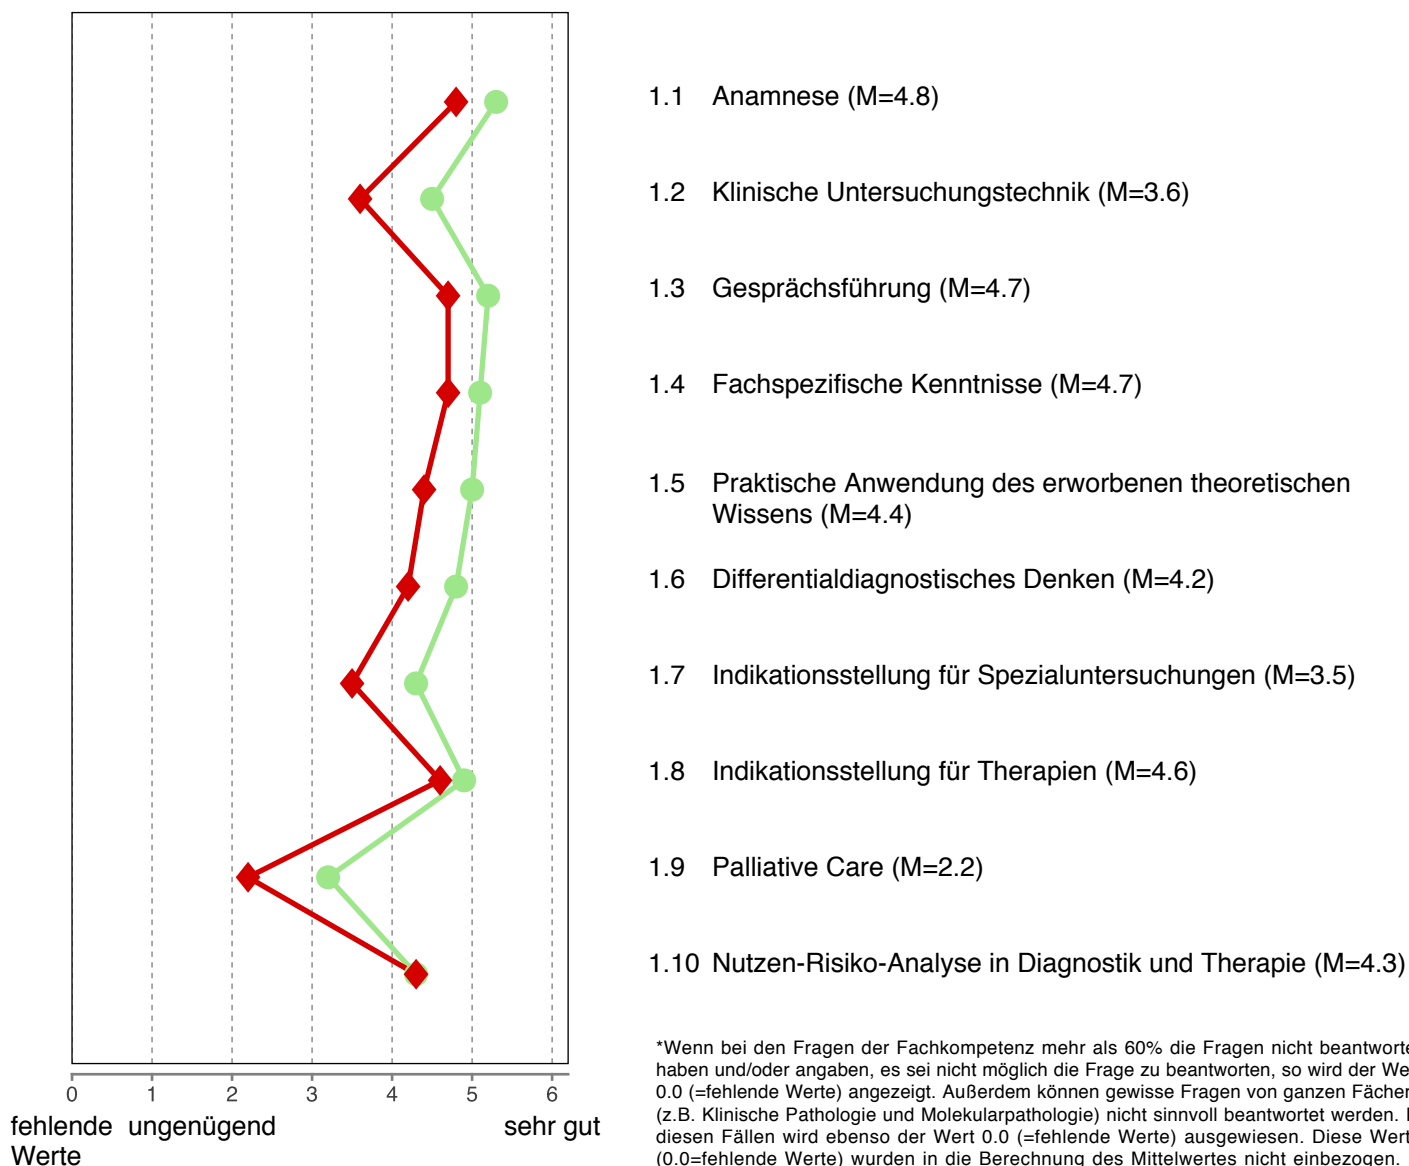 1.1 Anamnese (M=4.8)
1.2 Klinische Untersuchungstechnik (M=3.6)
1.3 Gesprächsführung (M=4.7)
1.4 Fachspezifische Kenntnisse (M=4.7)
1.5 Praktische Anwendung des erworbenen theoretischen
Wissens (M=4.4)
1.6 Differentialdiagnostisches Denken (M=4.2)
1.7 Indikationsstellung für Spezialuntersuchungen (M=3.5)
1.8 Indikationsstellung für Therapien (M=4.6)
1.9 Palliative Care (M=2.2)
1.10 Nutzen-Risiko-Analyse in Diagnostik und Therapie (M=4.3)
0 1 2 3 4 5 6
fehlende ungenügend sehr gut
Werte
*Wenn bei den Fragen der Fachkompetenz mehr als 60% die Fragen nicht beantworte
haben und/oder angaben, es sei nicht möglich die Frage zu beantworten, so wird der We
0.0 (=fehlende Werte) angezeigt. Außerdem können gewisse Fragen von ganzen Fächer
(z.B. Klinische Pathologie und Molekularpathologie) nicht sinnvoll beantwortet werden.
diesen Fällen wird ebenso der Wert 0.0 (=fehlende Werte) ausgewiesen. Diese Wert
(0.0=fehlende Werte) wurden in die Berechnung des Mittelwertes nicht einbezogen.